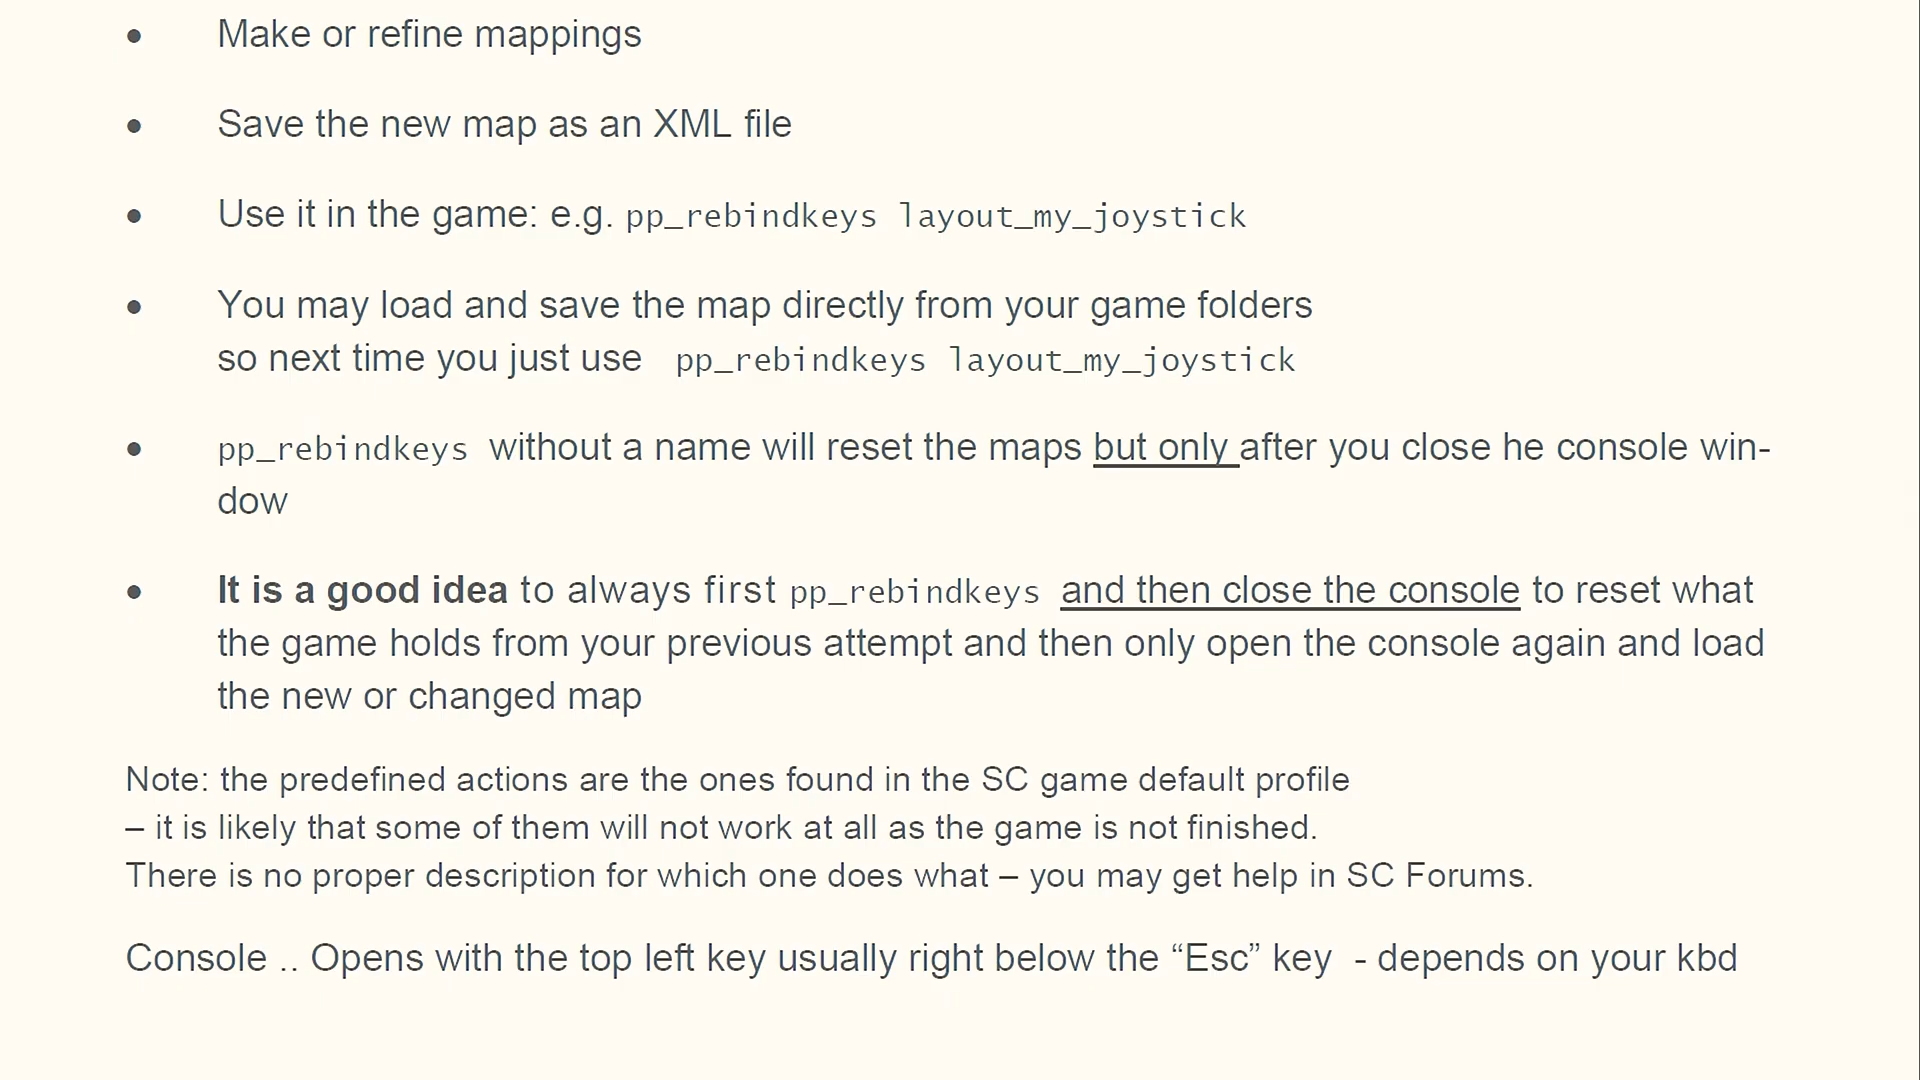 • Make or refine mappings
• Save the new map as an XML file
• Use it in the game: e.g. pp_rebindkeys layout_my_joystick
• You may load and save the map directly from your game folders
so next time you just use pp_rebindkeys layout_my_joystick
• pp_rebindkeys without a name will reset the maps but only after you close he console win-
dow
• It is a good idea to always first pp_rebindkeys and then close the console to reset what
the game holds from your previous attempt and then only open the console again and load
the new or changed map
Note: the predefined actions are the ones found in the SC game default profile
– it is likely that some of them will not work at all as the game is not finished.
There is no proper description for which one does what – you may get help in SC Forums.
Console .. Opens with the top left key usually right below the “Esc” key - depends on your kbd